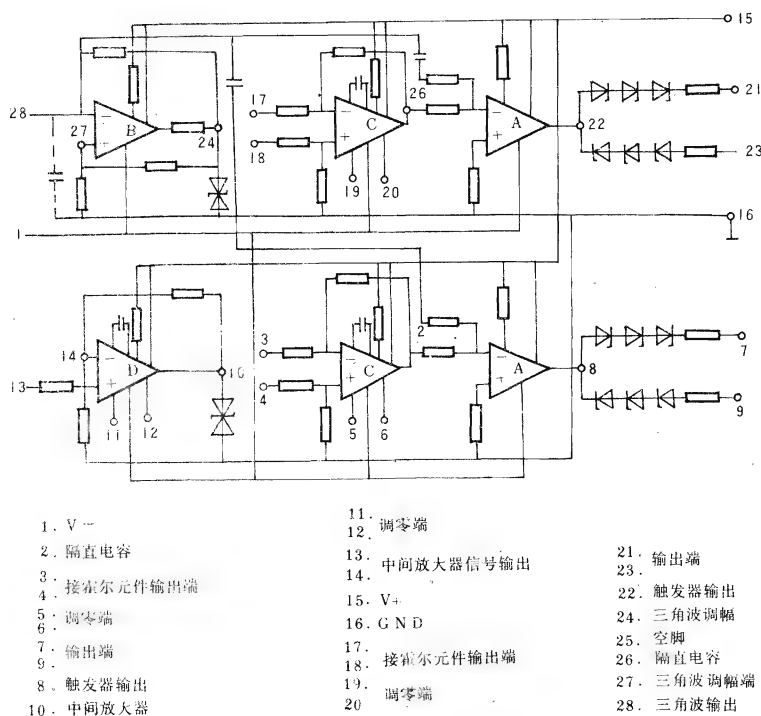 15
28
27
B
24
17
18
C
26
A
19
20
22
21
23
1
16
14
D
13
11
12
10
3
4
C
2
5
6
A
8
7
9
1. V−
2. 隔直电容
3.
4. 接霍尔元件输出端
5.
6. 调零端
7.
9. 输出端
8. 触发器输出
10. 中间放大器
11.
12. 调零端
13. 中间放大器信号输出
14.
15. V+
16. GND
17.
18. 接霍尔元件输出端
19.
20 调零端
21.
23. 输出端
22. 触发器输出
24. 三角波调幅
25. 空脚
26. 隔直电容
27. 三角波调幅端
28. 三角波输出